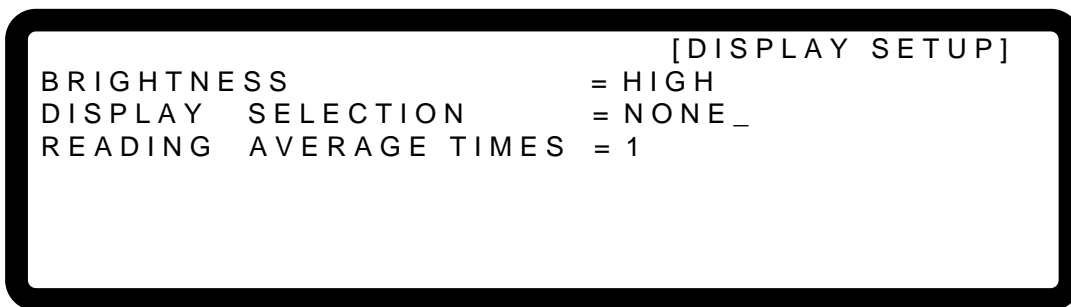 [DISPLAY SETUP]
BRIGHTNESS = HIGH
DISPLAY SELECTION = NONE_
READING AVERAGE TIMES = 1